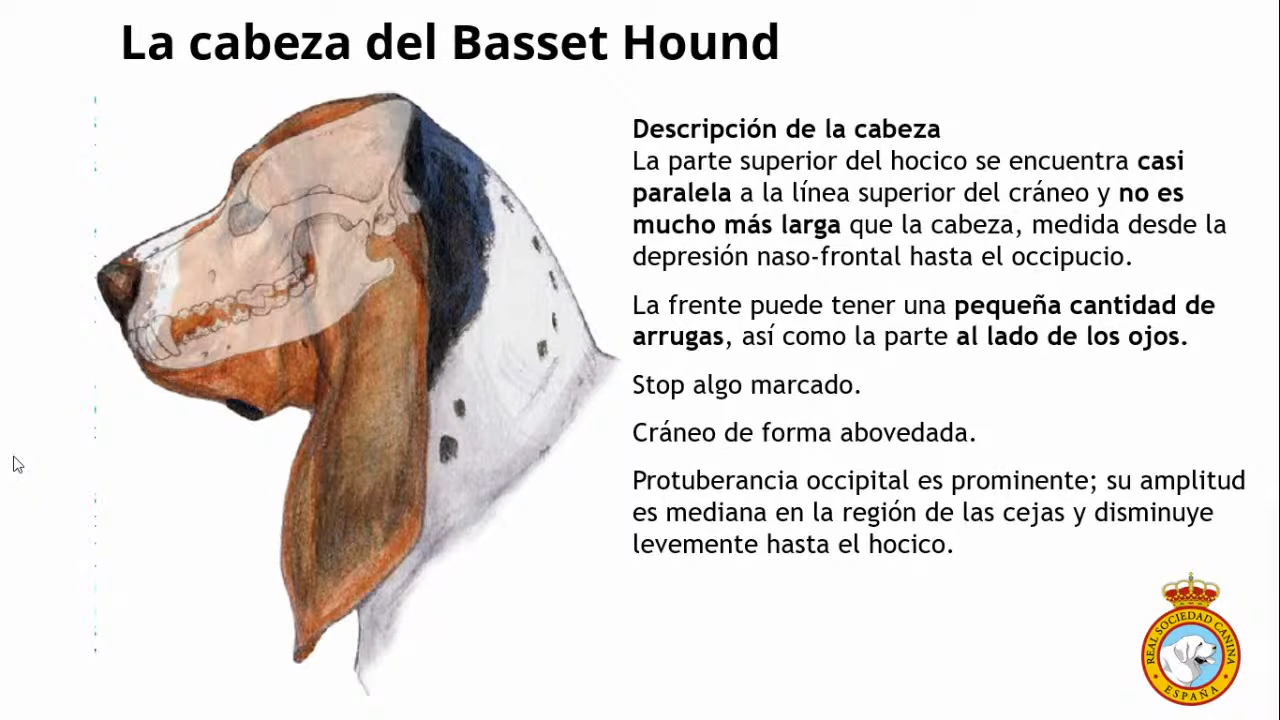 La cabeza del Basset Hound
Descripción de la cabeza
La parte superior del hocico se encuentra casi
paralela a la línea superior del cráneo y no es
mucho más larga que la cabeza, medida desde la
depresión naso-frontal hasta el occipucio.
La frente puede tener una pequeña cantidad de
arrugas, así como la parte al lado de los ojos.
Stop algo marcado.
Cráneo de forma abovedada.
Protuberancia occipital es prominente; su amplitud
es mediana en la región de las cejas y disminuye
levemente hasta el hocico.
REAL SOCIEDAD CANINA
ESPAÑA